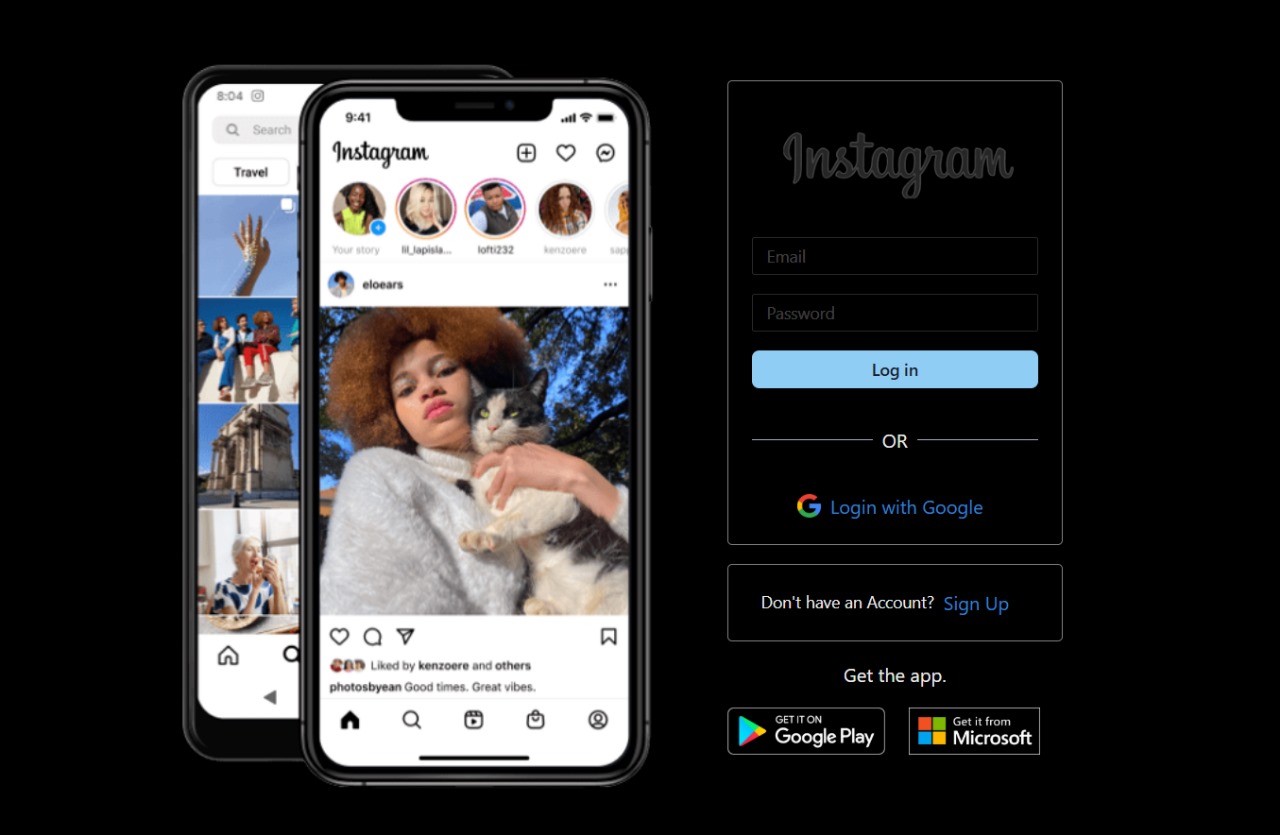 8:04
Search
Travel
9:41
Instagram
Your story
lil_lapisla...
lofti232
kenzoere
sapp
eloears
Liked by kenzoere and others
photosbyean Good times. Great vibes.
Instagram
Email
Password
Log in
OR
Login with Google
Don't have an Account? Sign Up
Get the app.
GET IT ON
Google Play
Get it from
Microsoft